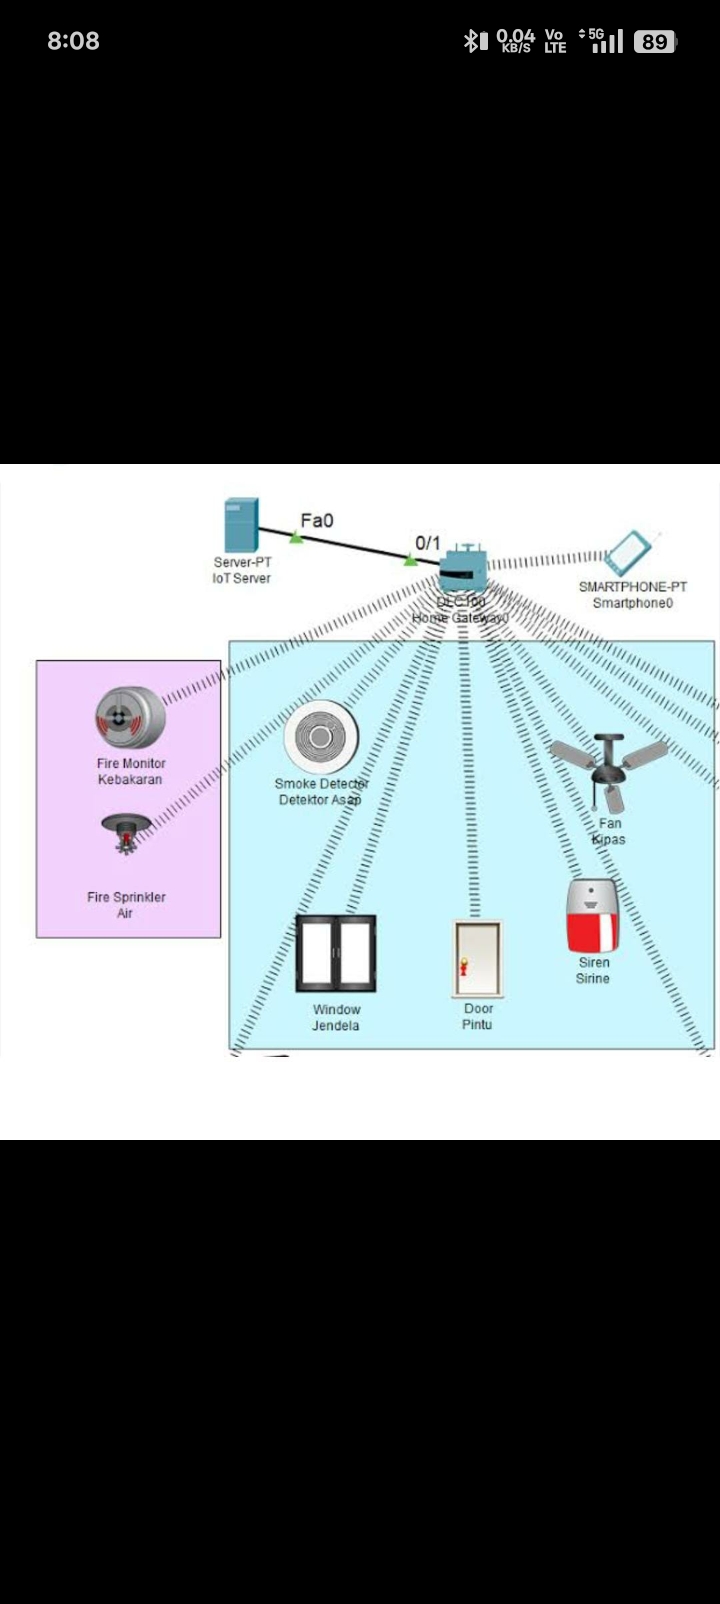 8:08
0.04
KB/S
Vo
LTE
5G
89
Fa0
0/1
Server-PT
IoT Server
DLC100
Home Gateway0
SMARTPHONE-PT
Smartphone0
Fire Monitor
Kebakaran
Smoke Detector
Detektor Asap
Fan
Kipas
Fire Sprinkler
Air
Siren
Sirine
Window
Jendela
Door
Pintu